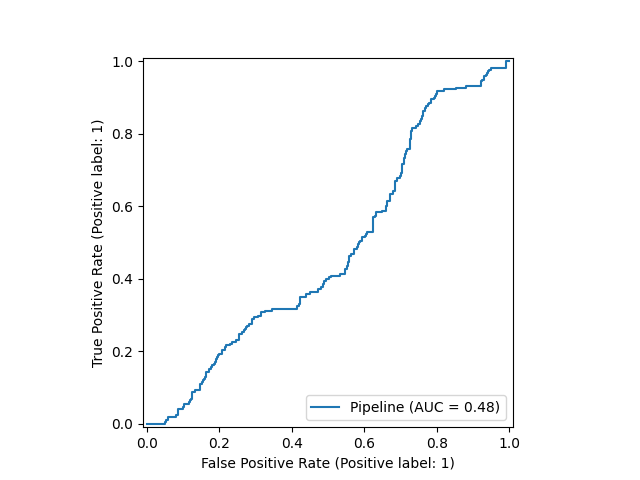 1.0
0.8
0.6
0.4
0.2
0.0
True Positive Rate (Positive label: 1)
Pipeline (AUC = 0.48)
0.0 0.2 0.4 0.6 0.8 1.0
False Positive Rate (Positive label: 1)